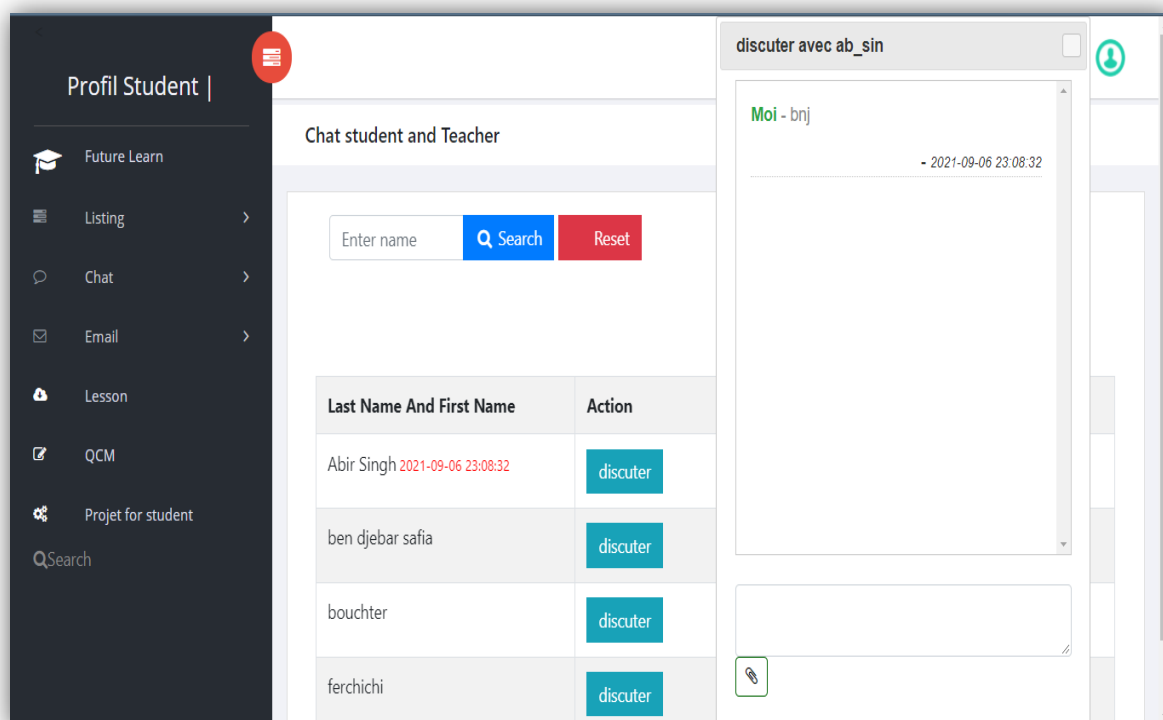 Profil Student |
Future Learn
Listing
Chat
Email
Lesson
QCM
Projet for student
Search
Chat student and Teacher
Enter name
Search
Reset
Last Name And First Name
Action
Abir Singh 2021-09-06 23:08:32
discuter
ben djebar safia
discuter
bouchter
discuter
ferchichi
discuter
discuter avec ab_sin
Moi - bnj
- 2021-09-06 23:08:32